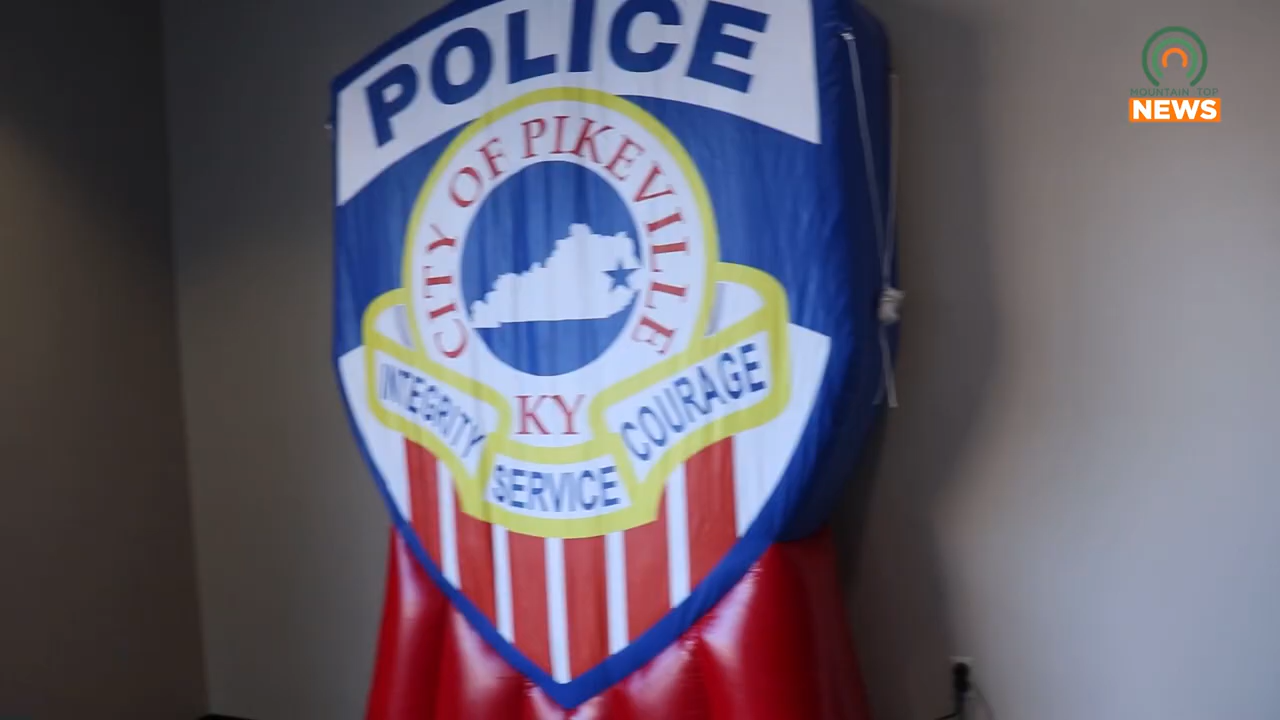 POLICE
CITY OF PIKEVILLE
KY
INTEGRITY
SERVICE
COURAGE
MOUNTAIN TOP
NEWS